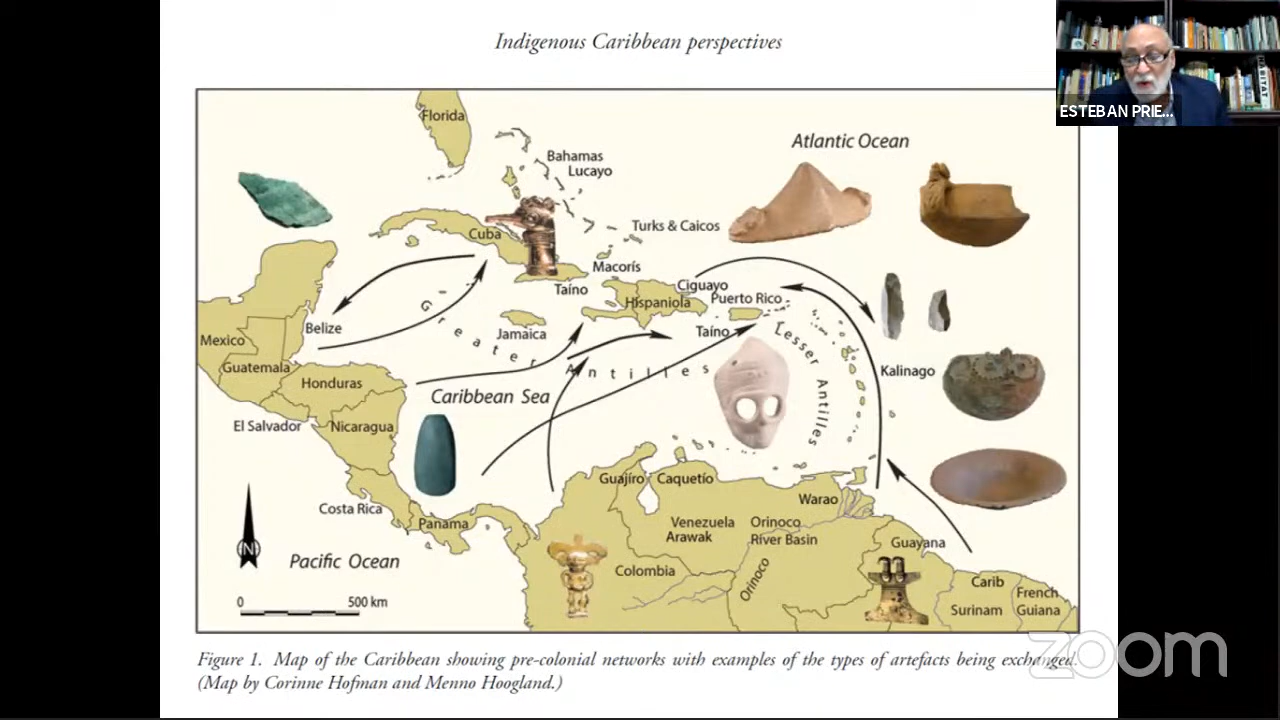 Indigenous Caribbean perspectives
ESTEBAN PRIE...
HABITAT
Florida
Atlantic Ocean
Bahamas
Lucayo
Turks & Caicos
Cuba
Macorís
Ciguayo
Taíno
Hispaniola
Puerto Rico
Greater Antilles
Belize
Jamaica
Taíno
Lesser Antilles
Mexico
Guatemala
Kalinago
Honduras
Caribbean Sea
El Salvador
Nicaragua
Guajíro
Caquetío
Warao
Costa Rica
Panama
Venezuela
Arawak
Orinoco
River Basin
Guayana
Pacific Ocean
N
Colombia
Orinoco
Carib
French
Guiana
Surinam
0 500 km
zoom
Figure 1. Map of the Caribbean showing pre-colonial networks with examples of the types of artefacts being exchanged.
(Map by Corinne Hofman and Menno Hoogland.)